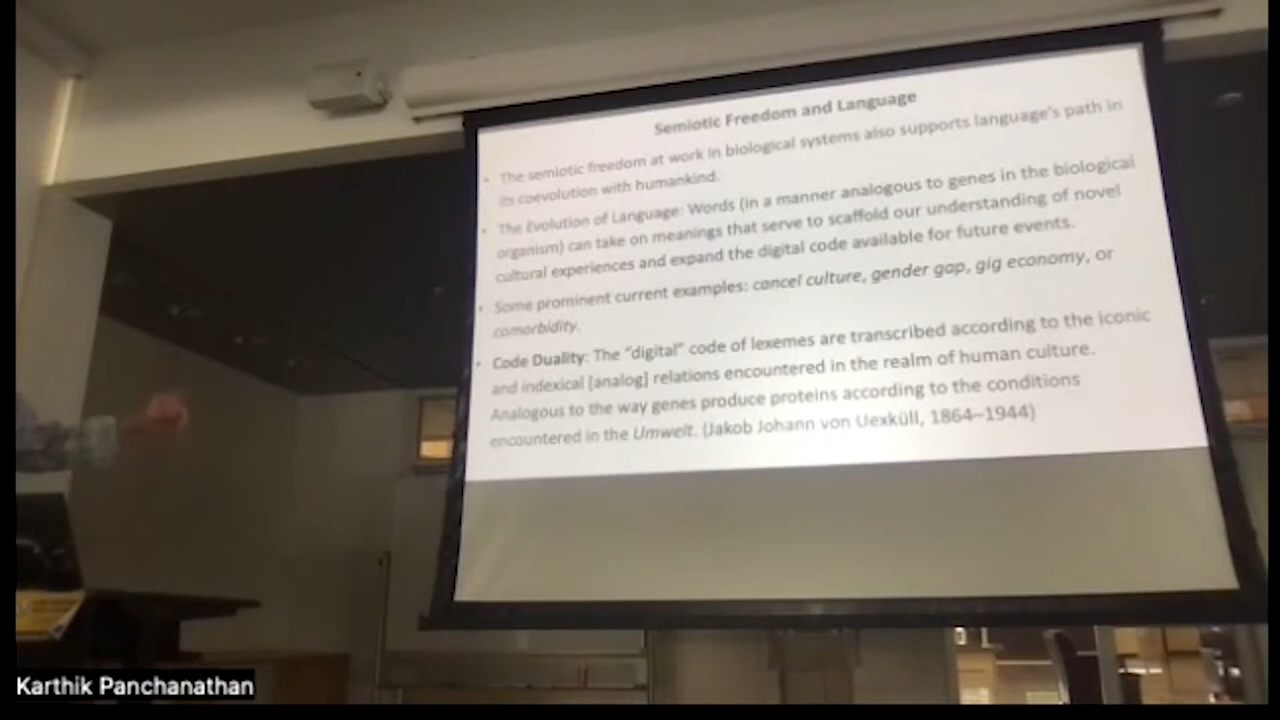 Semiotic Freedom and Language
• The semiotic freedom at work in biological systems also supports language's path in
its coevolution with humankind.
• The Evolution of Language: Words (in a manner analogous to genes in the biological
organism) can take on meanings that serve to scaffold our understanding of novel
cultural experiences and expand the digital code available for future events.
• Some prominent current examples: cancel culture, gender gap, gig economy, or
comorbidity.
• Code Duality: The "digital" code of lexemes are transcribed according to the iconic
and indexical [analog] relations encountered in the realm of human culture.
Analogous to the way genes produce proteins according to the conditions
encountered in the Umwelt. (Jakob Johann von Uexküll, 1864–1944)
Karthik Panchanathan